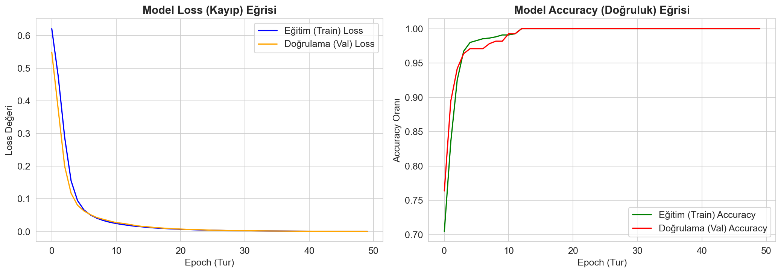 Model Loss (Kayıp) Eğrisi
Eğitim (Train) Loss
Doğrulama (Val) Loss
0.6
0.5
0.4
0.3
0.2
0.1
0.0
Loss Değeri
0 10 20 30 40 50
Epoch (Tur)
Model Accuracy (Doğruluk) Eğrisi
1.00
0.95
0.90
0.85
0.80
0.75
0.70
Accuracy Oranı
Eğitim (Train) Accuracy
Doğrulama (Val) Accuracy
0 10 20 30 40 50
Epoch (Tur)